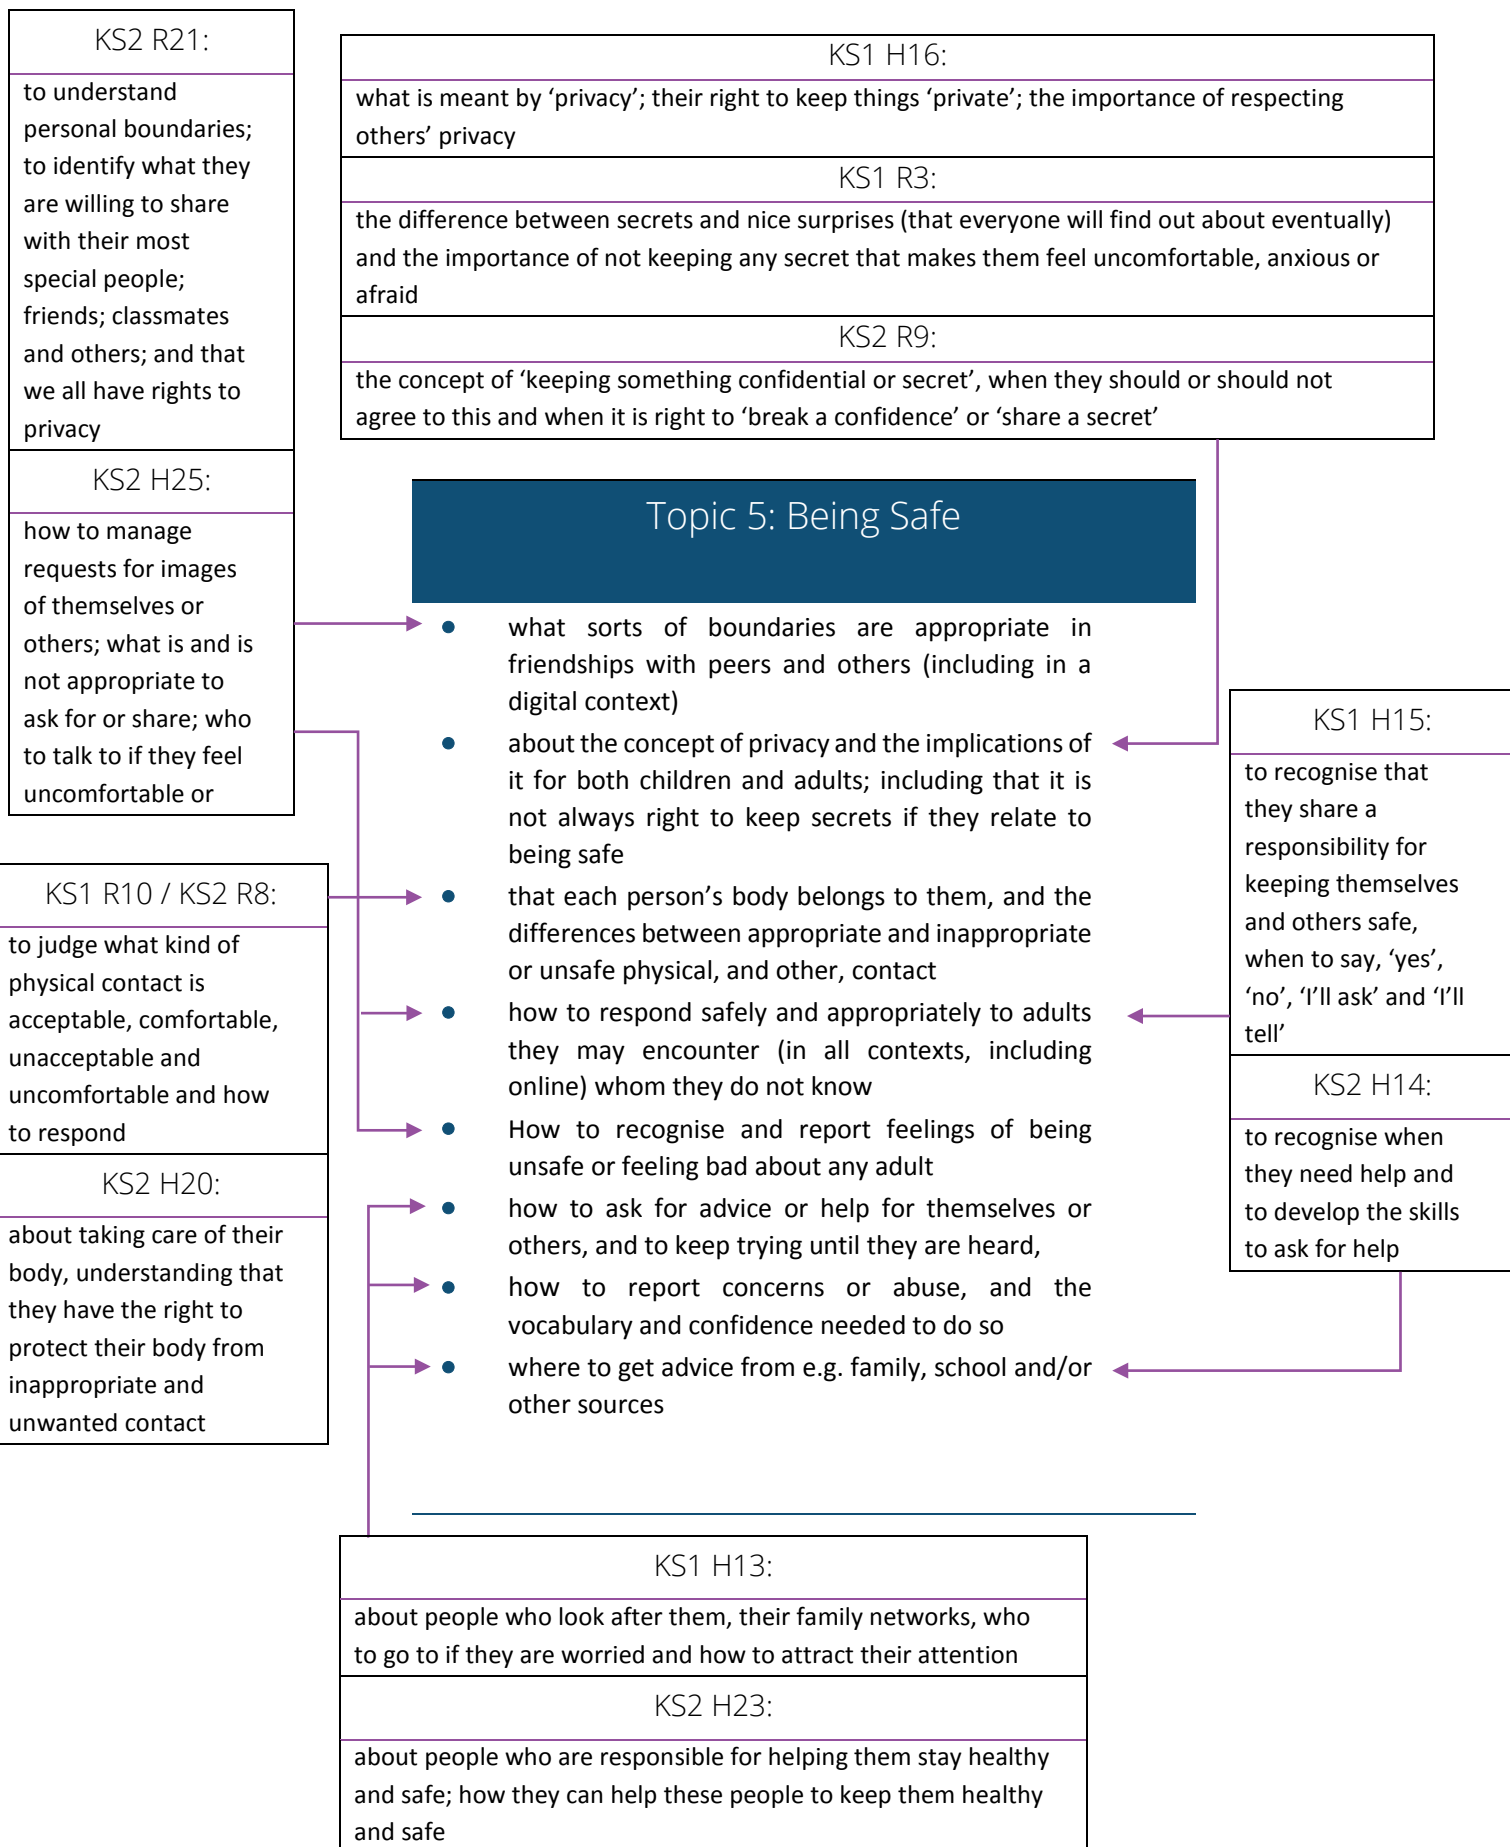 KS2 R21:
to understand
personal boundaries;
to identify what they
are willing to share
with their most
special people;
friends; classmates
and others; and that
we all have rights to
privacy
KS2 H25:
how to manage
requests for images
of themselves or
others; what is and is
not appropriate to
ask for or share; who
to talk to if they feel
uncomfortable or
KS1 H16:
what is meant by ‘privacy’; their right to keep things ‘private’; the importance of respecting
others’ privacy
KS1 R3:
the difference between secrets and nice surprises (that everyone will find out about eventually)
and the importance of not keeping any secret that makes them feel uncomfortable, anxious or
afraid
KS2 R9:
the concept of ‘keeping something confidential or secret’, when they should or should not
agree to this and when it is right to ‘break a confidence’ or ‘share a secret’
Topic 5: Being Safe
• what sorts of boundaries are appropriate in
friendships with peers and others (including in a
digital context)
• about the concept of privacy and the implications of
it for both children and adults; including that it is
not always right to keep secrets if they relate to
being safe
• that each person’s body belongs to them, and the
differences between appropriate and inappropriate
or unsafe physical, and other, contact
• how to respond safely and appropriately to adults
they may encounter (in all contexts, including
online) whom they do not know
• How to recognise and report feelings of being
unsafe or feeling bad about any adult
• how to ask for advice or help for themselves or
others, and to keep trying until they are heard,
• how to report concerns or abuse, and the
vocabulary and confidence needed to do so
• where to get advice from e.g. family, school and/or
other sources
KS1 R10 / KS2 R8:
to judge what kind of
physical contact is
acceptable, comfortable,
unacceptable and
uncomfortable and how
to respond
KS2 H20:
about taking care of their
body, understanding that
they have the right to
protect their body from
inappropriate and
unwanted contact
KS1 H15:
to recognise that
they share a
responsibility for
keeping themselves
and others safe,
when to say, ‘yes’,
‘no’, ‘I’ll ask’ and ‘I’ll
tell’
KS2 H14:
to recognise when
they need help and
to develop the skills
to ask for help
KS1 H13:
about people who look after them, their family networks, who
to go to if they are worried and how to attract their attention
KS2 H23:
about people who are responsible for helping them stay healthy
and safe; how they can help these people to keep them healthy
and safe